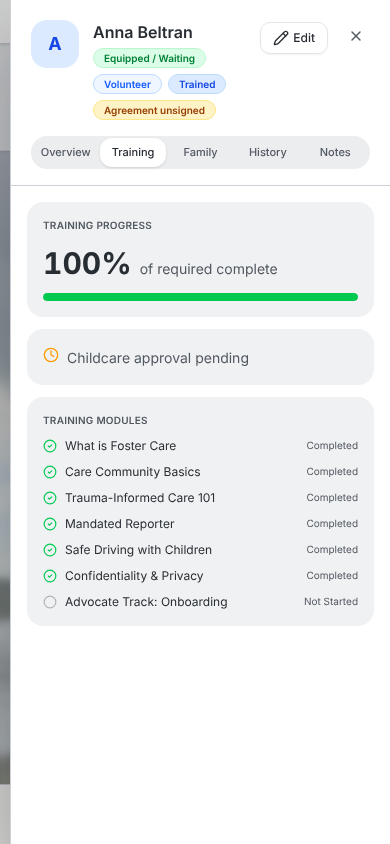 A
Anna Beltran
Edit
Equipped / Waiting
Volunteer Trained
Agreement unsigned
Overview Training Family History Notes
TRAINING PROGRESS
100% of required complete
Childcare approval pending
TRAINING MODULES
What is Foster Care Completed
Care Community Basics Completed
Trauma-Informed Care 101 Completed
Mandated Reporter Completed
Safe Driving with Children Completed
Confidentiality & Privacy Completed
Advocate Track: Onboarding Not Started